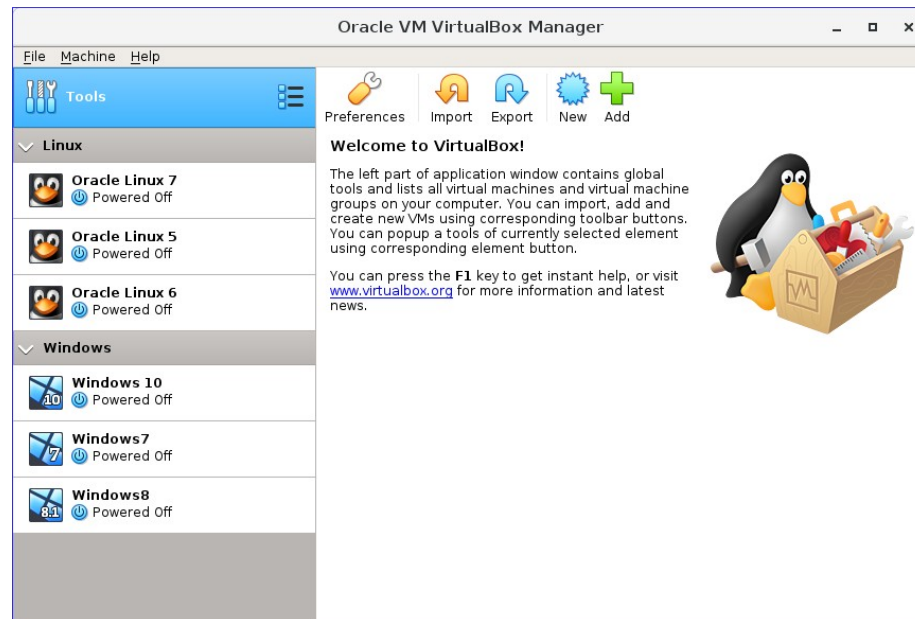 Oracle VM VirtualBox Manager
File Machine Help
Tools
Linux
Oracle Linux 7
Powered Off
Oracle Linux 5
Powered Off
Oracle Linux 6
Powered Off
Windows
Windows 10
10
Powered Off
Windows7
7
Powered Off
Windows8
8.1
Powered Off
Preferences Import Export New Add
Welcome to VirtualBox!
The left part of application window contains global
tools and lists all virtual machines and virtual machine
groups on your computer. You can import, add and
create new VMs using corresponding toolbar buttons.
You can popup a tools of currently selected element
using corresponding element button.
You can press the F1 key to get instant help, or visit
www.virtualbox.org for more information and latest
news.